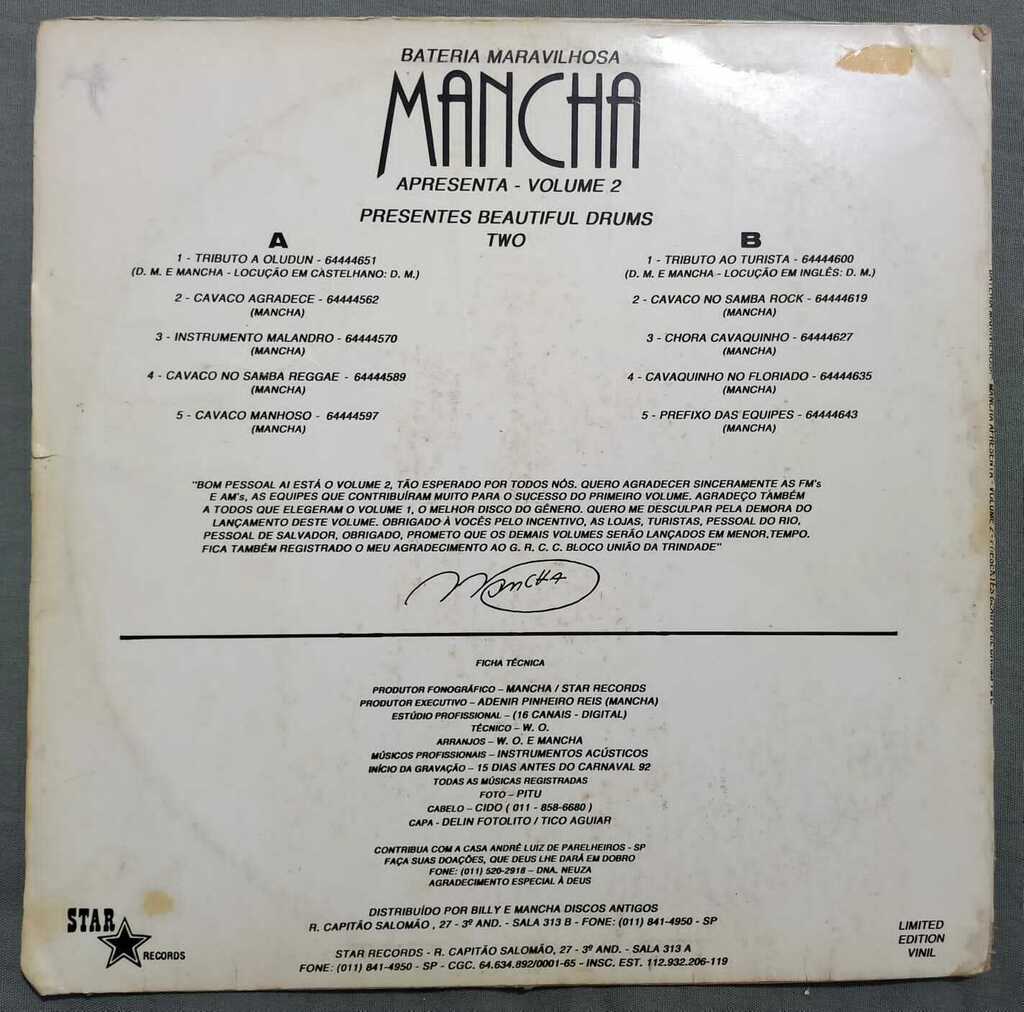 BATERIA MARAVILHOSA
MANCHA
APRESENTA - VOLUME 2
PRESENTES BEAUTIFUL DRUMS
TWO
A
1 - TRIBUTO A OLUDUN - 64444651
(D. M. E MANCHA - LOCUÇÃO EM CASTELHANO: D. M.)
2 - CAVACO AGRADECE - 64444562
(MANCHA)
3 - INSTRUMENTO MALANDRO - 64444570
(MANCHA)
4 - CAVACO NO SAMBA REGGAE - 64444589
(MANCHA)
5 - CAVACO MANHOSO - 64444597
(MANCHA)
B
1 - TRIBUTO AO TURISTA - 64444600
(D. M. E MANCHA - LOCUÇÃO EM INGLÊS: D. M.)
2 - CAVACO NO SAMBA ROCK - 64444619
(MANCHA)
3 - CHORA CAVAQUINHO - 64444627
(MANCHA)
4 - CAVAQUINHO NO FLORIADO - 64444635
(MANCHA)
5 - PREFIXO DAS EQUIPES - 64444643
(MANCHA)
"BOM PESSOAL AI ESTÁ O VOLUME 2, TÃO ESPERADO POR TODOS NÓS. QUERO AGRADECER SINCERAMENTE AS FM's
E AM's, AS EQUIPES QUE CONTRIBUÍRAM MUITO PARA O SUCESSO DO PRIMEIRO VOLUME. AGRADEÇO TAMBÉM
A TODOS QUE ELEGERAM O VOLUME 1, O MELHOR DISCO DO GÊNERO. QUERO ME DESCULPAR PELA DEMORA DO
LANÇAMENTO DESTE VOLUME. OBRIGADO À VOCÊS PELO INCENTIVO, AS LOJAS, TURISTAS, PESSOAL DO RIO,
PESSOAL DE SALVADOR, OBRIGADO, PROMETO QUE OS DEMAIS VOLUMES SERÃO LANÇADOS EM MENOR TEMPO.
FICA TAMBÉM REGISTRADO O MEU AGRADECIMENTO AO G. R. C. C. BLOCO UNIÃO DA TRINDADE"
MANCHA
FICHA TÉCNICA
PRODUTOR FONOGRÁFICO – MANCHA / STAR RECORDS
PRODUTOR EXECUTIVO – ADENIR PINHEIRO REIS (MANCHA)
ESTÚDIO PROFISSIONAL – (16 CANAIS - DIGITAL)
TÉCNICO – W. O.
ARRANJOS – W. O. E MANCHA
MÚSICOS PROFISSIONAIS – INSTRUMENTOS ACÚSTICOS
INÍCIO DA GRAVAÇÃO – 15 DIAS ANTES DO CARNAVAL 92
TODAS AS MÚSICAS REGISTRADAS
FOTO – PITU
CABELO – CIDO ( 011 - 858-6680 )
CAPA - DELIN FOTOLITO / TICO AGUIAR
CONTRIBUA COM A CASA ANDRÉ LUIZ DE PARELHEIROS - SP
FAÇA SUAS DOAÇÕES, QUE DEUS LHE DARÁ EM DOBRO
FONE: (011) 520-2918 – DNA. NEUZA
AGRADECIMENTO ESPECIAL À DEUS
DISTRIBUÍDO POR BILLY E MANCHA DISCOS ANTIGOS
R. CAPITÃO SALOMÃO , 27 - 3º AND. - SALA 313 B - FONE: (011) 841-4950 - SP
STAR RECORDS - R. CAPITÃO SALOMÃO, 27 - 3º AND. - SALA 313 A
FONE: (011) 841-4950 - SP - CGC. 64.634.892/0001-65 - INSC. EST. 112.932.206-119
STAR
RECORDS
LIMITED
EDITION
VINIL
BATERIA MARAVILHOSA MANCHA APRESENTA - VOLUME 2 - PRESENTES